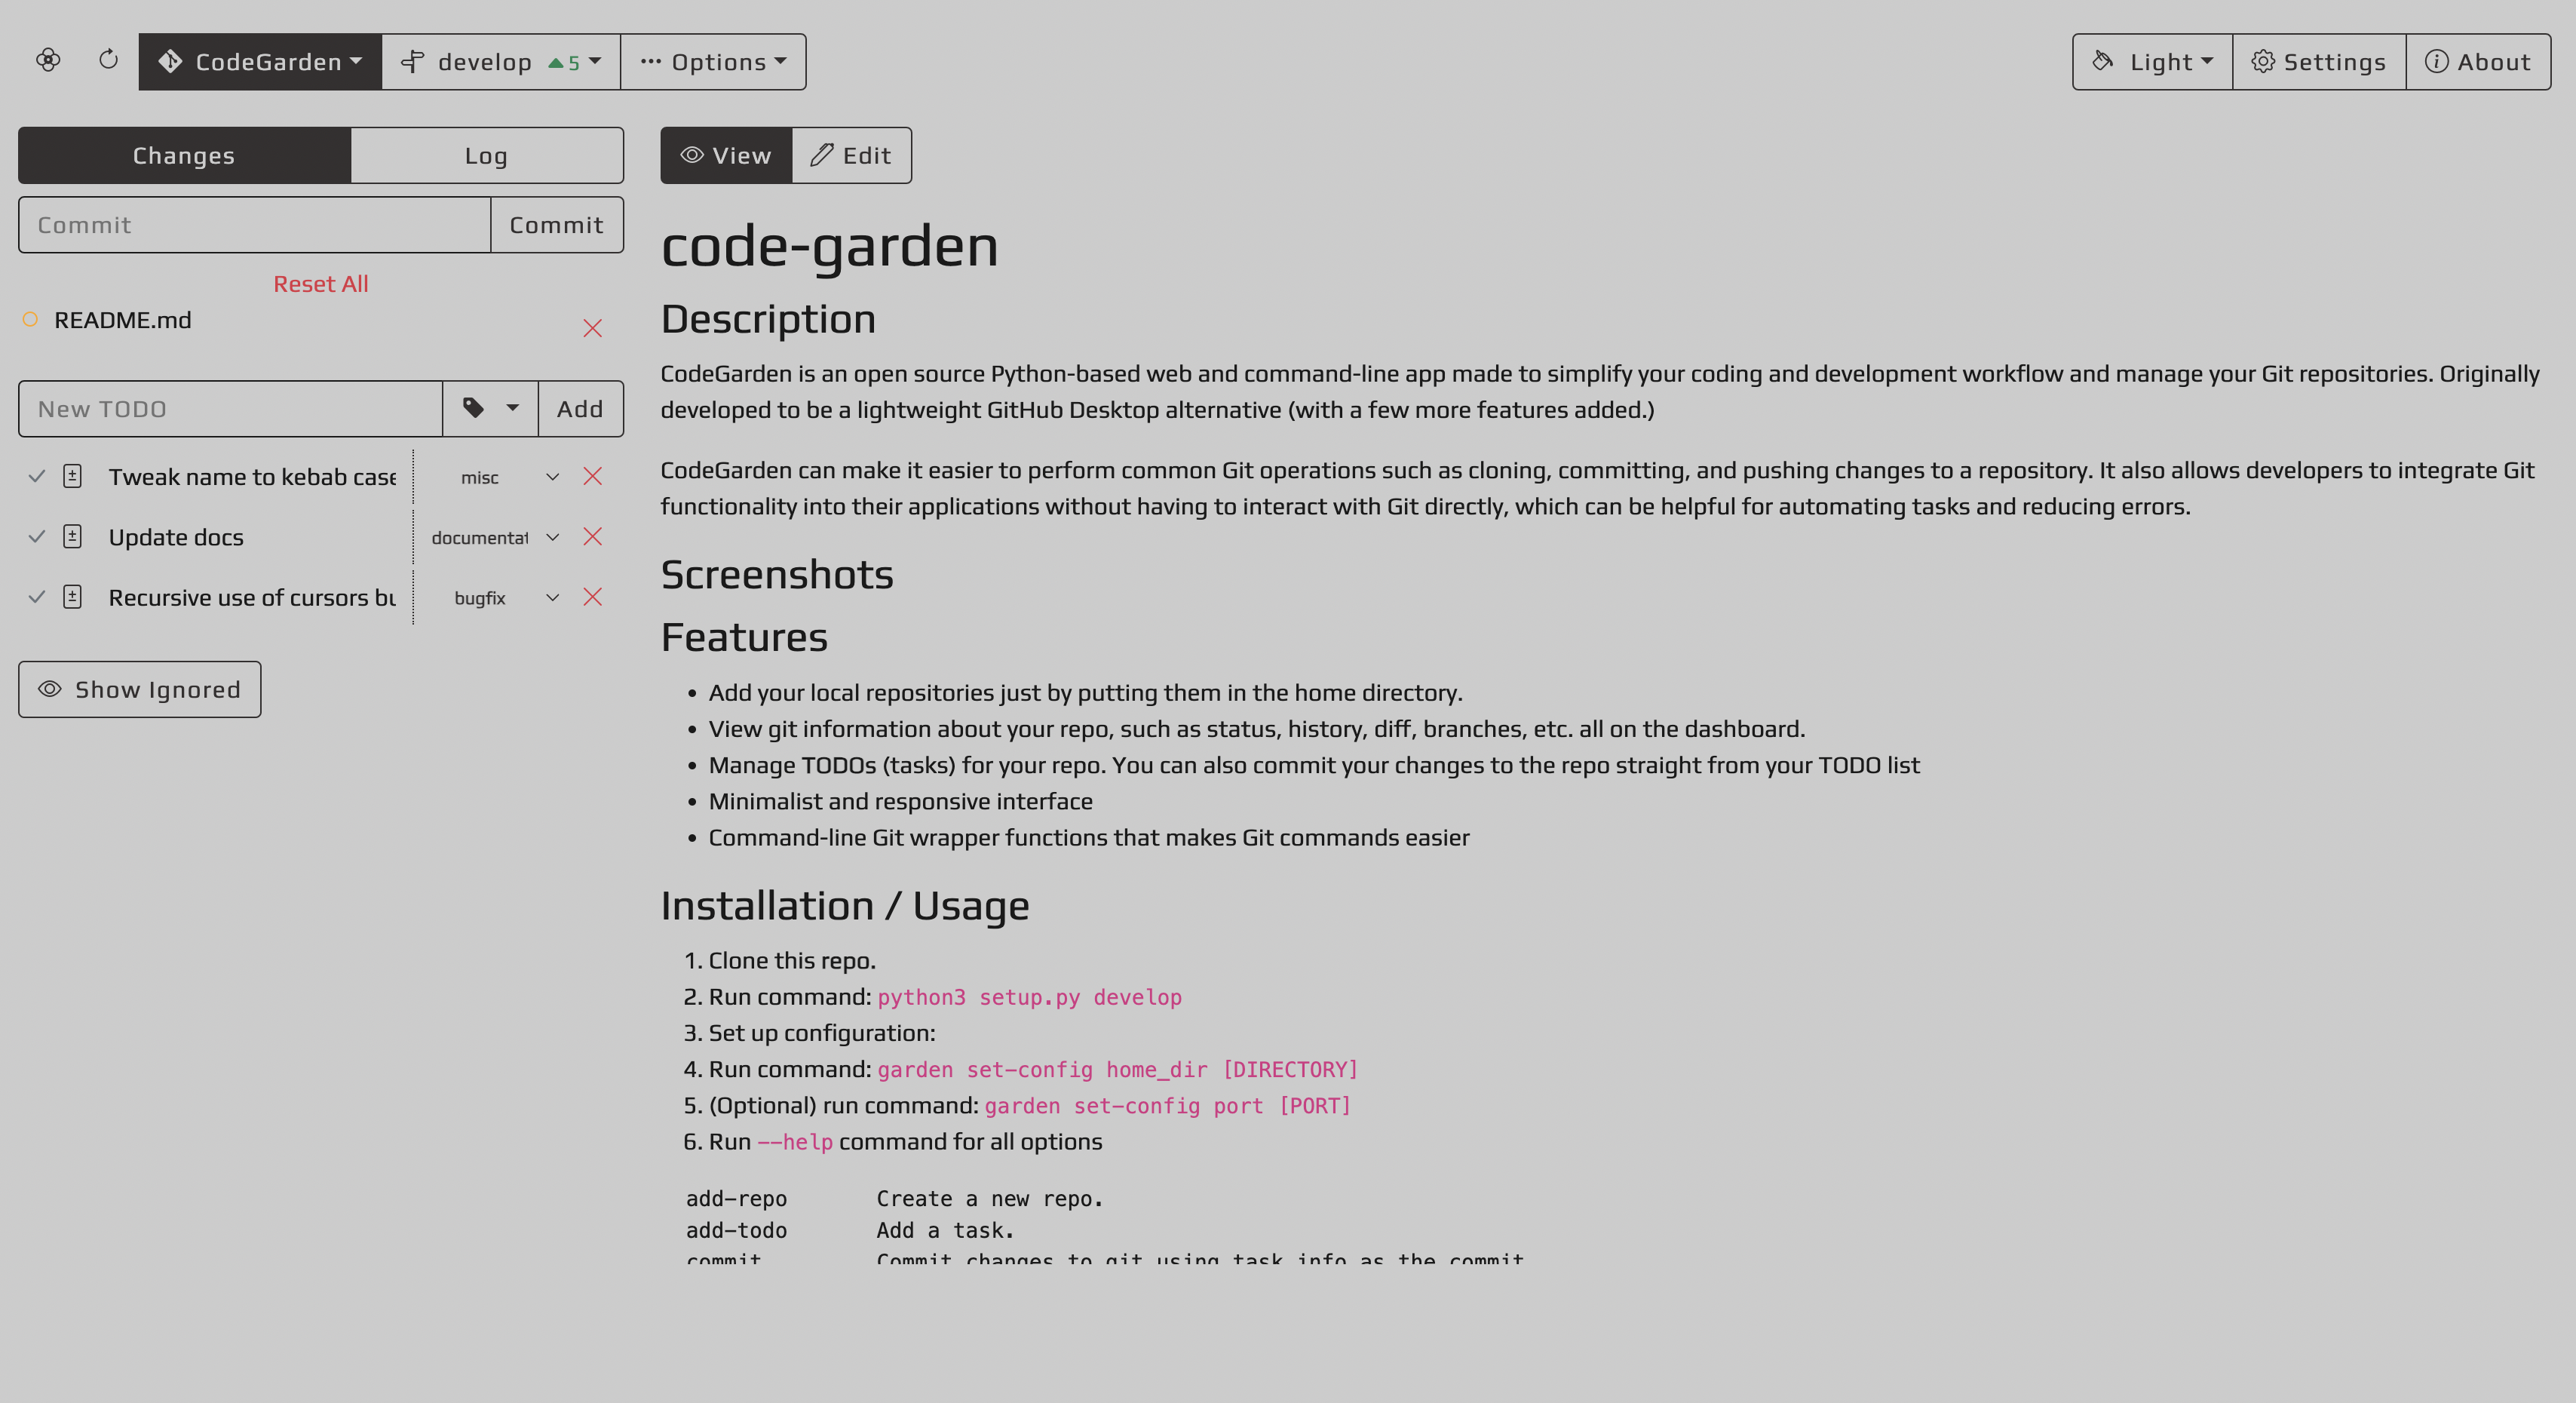 CodeGarden
develop 5
Options
Light
Settings
About
Changes
Log
View
Edit
Commit
Commit
Reset All
README.md
New TODO
Add
Tweak name to kebab case
misc
Update docs
documentat
Recursive use of cursors bu
bugfix
Show Ignored
code-garden
Description
CodeGarden is an open source Python-based web and command-line app made to simplify your coding and development workflow and manage your Git repositories. Originally
developed to be a lightweight GitHub Desktop alternative (with a few more features added.)
CodeGarden can make it easier to perform common Git operations such as cloning, committing, and pushing changes to a repository. It also allows developers to integrate Git
functionality into their applications without having to interact with Git directly, which can be helpful for automating tasks and reducing errors.
Screenshots
Features
• Add your local repositories just by putting them in the home directory.
• View git information about your repo, such as status, history, diff, branches, etc. all on the dashboard.
• Manage TODOs (tasks) for your repo. You can also commit your changes to the repo straight from your TODO list
• Minimalist and responsive interface
• Command-line Git wrapper functions that makes Git commands easier
Installation / Usage
1. Clone this repo.
2. Run command: python3 setup.py develop
3. Set up configuration:
4. Run command: garden set-config home_dir [DIRECTORY]
5. (Optional) run command: garden set-config port [PORT]
6. Run --help command for all options
add-repo Create a new repo.
add-todo Add a task.
commit Commit changes to git using task info as the commit